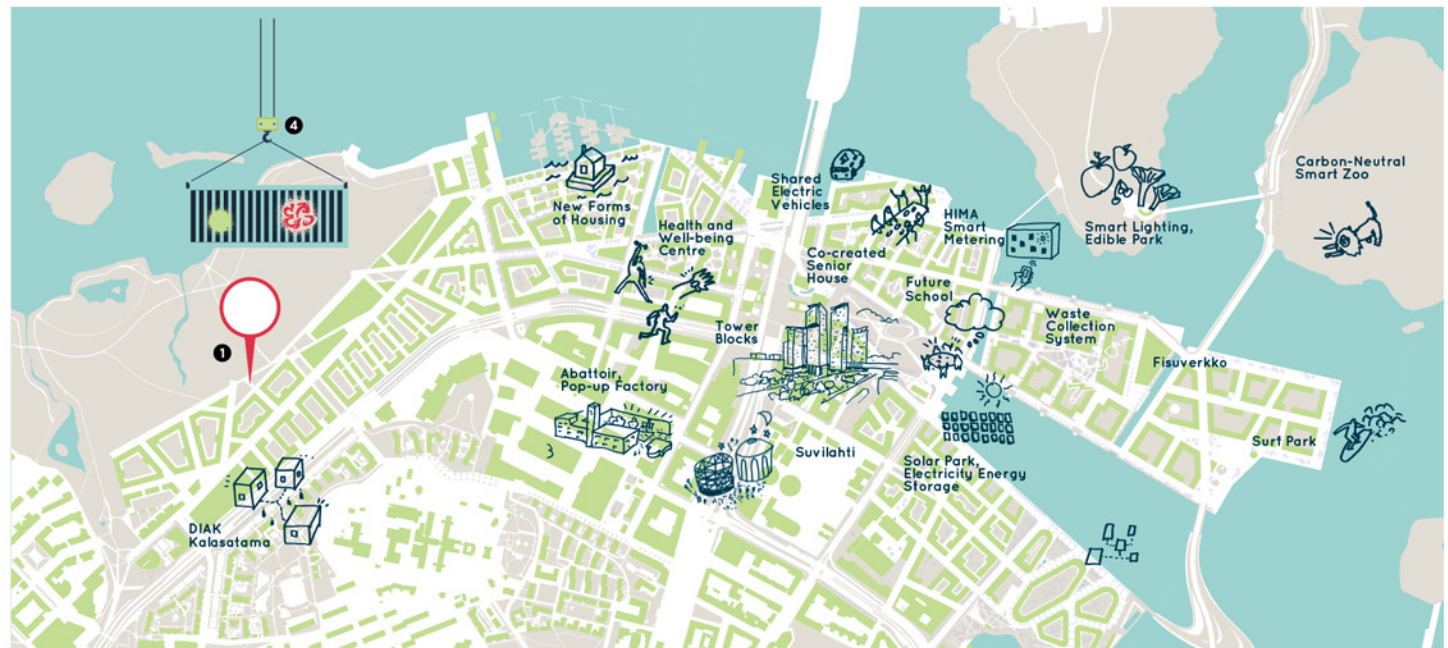 4
Carbon-Neutral
Smart Zoo
Shared
Electric
Vehicles
New Forms
of Housing
HIMA
Smart
Metering
Smart Lighting,
Edible Park
Health and
Well-being
Centre
Co-created
Senior
House
Future
School
1
Tower
Blocks
Waste
Collection
System
Fisuverkko
Abattoir,
Pop-up Factory
Surf Park
Suvilahti
Solar Park,
Electricity Energy
Storage
3
DIAK
Kalasatama